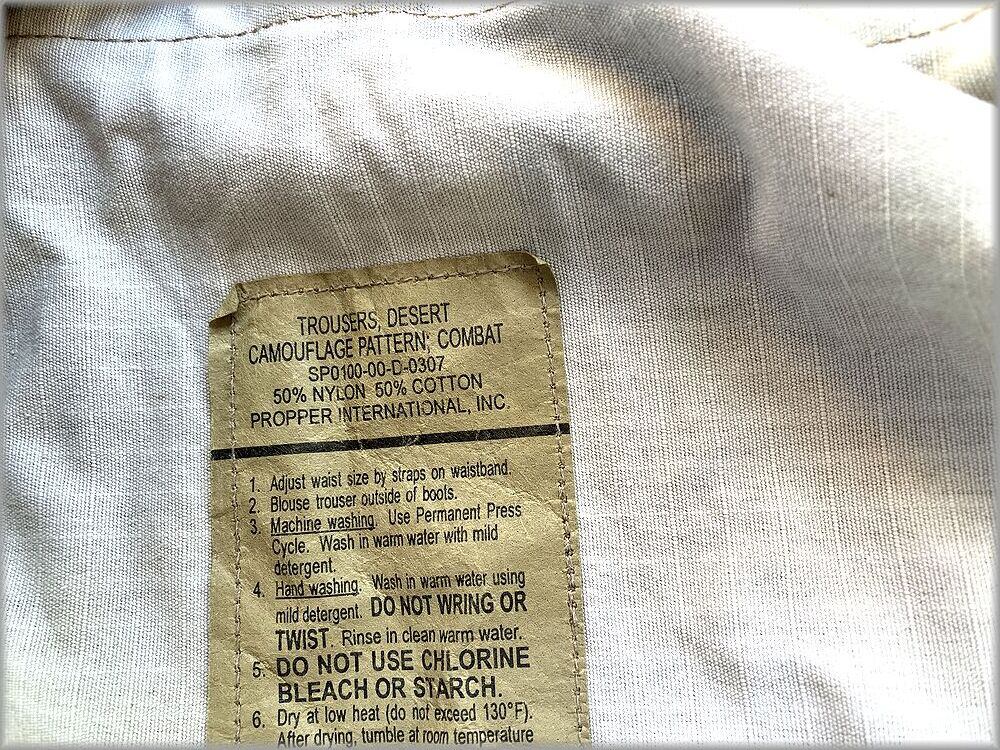 TROUSERS, DESERT
CAMOUFLAGE PATTERN; COMBAT
SP0100-00-D-0307
50% NYLON 50% COTTON
PROPPER INTERNATIONAL, INC.
1. Adjust waist size by straps on waistband.
2. Blouse trouser outside of boots.
3. Machine washing. Use Permanent Press
Cycle. Wash in warm water with mild
detergent.
4. Hand washing. Wash in warm water using
mild detergent. DO NOT WRING OR
TWIST. Rinse in clean warm water.
5. DO NOT USE CHLORINE
BLEACH OR STARCH.
6. Dry at low heat (do not exceed 130°F).
After drying, tumble at room temperature